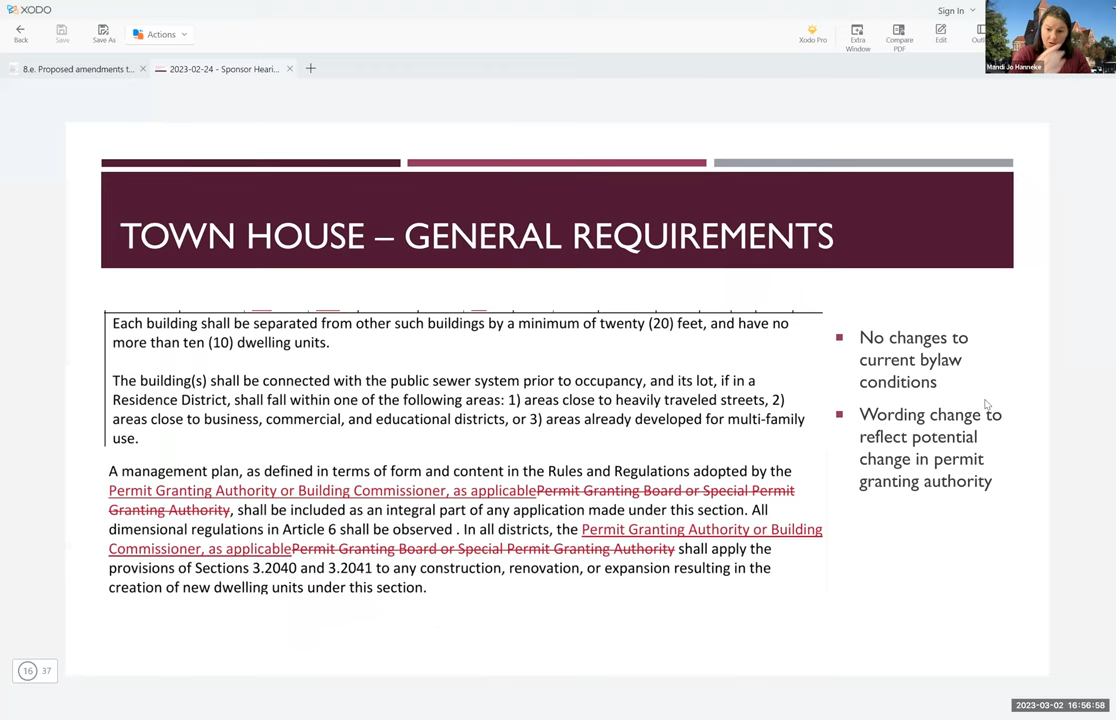 XODO
Sign In
Back
Save
Save As
Actions
Xodo Pro
Extra Window
Compare PDF
Edit
Mandi Jo Hanneke
8.e. Proposed amendments t...
2023-02-24 - Sponsor Heari...
TOWN HOUSE – GENERAL REQUIREMENTS
Each building shall be separated from other such buildings by a minimum of twenty (20) feet, and have no
more than ten (10) dwelling units.
The building(s) shall be connected with the public sewer system prior to occupancy, and its lot, if in a
Residence District, shall fall within one of the following areas: 1) areas close to heavily traveled streets, 2)
areas close to business, commercial, and educational districts, or 3) areas already developed for multi-family
use.
A management plan, as defined in terms of form and content in the Rules and Regulations adopted by the
Permit Granting Authority or Building Commissioner, as applicablePermit Granting Board or Special Permit
Granting Authority, shall be included as an integral part of any application made under this section. All
dimensional regulations in Article 6 shall be observed . In all districts, the Permit Granting Authority or Building
Commissioner, as applicablePermit Granting Board or Special Permit Granting Authority shall apply the
provisions of Sections 3.2040 and 3.2041 to any construction, renovation, or expansion resulting in the
creation of new dwelling units under this section.
No changes to
current bylaw
conditions
Wording change to
reflect potential
change in permit
granting authority
16 37
2023-03-02 16:56:58